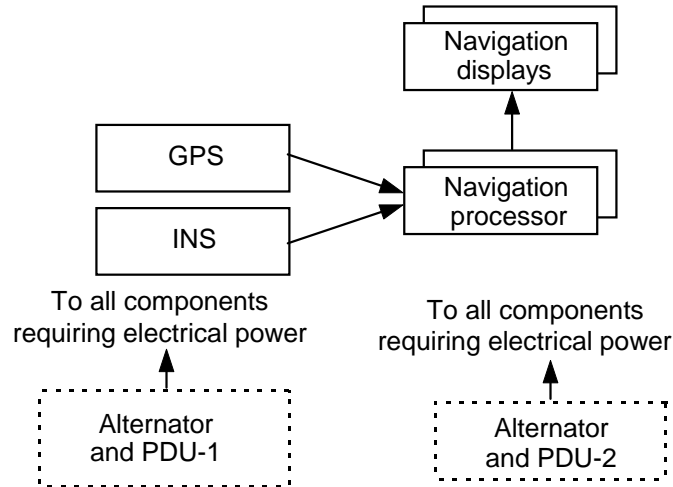 Navigation
displays
GPS
Navigation
processor
INS
To all components
requiring electrical power
To all components
requiring electrical power
Alternator
and PDU-1
Alternator
and PDU-2